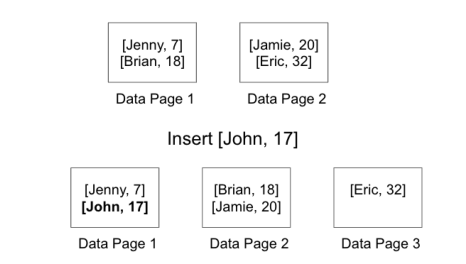 [Jenny, 7]
[Brian, 18]
Data Page 1
[Jamie, 20]
[Eric, 32]
Data Page 2
Insert [John, 17]
[Jenny, 7]
[John, 17]
Data Page 1
[Brian, 18]
[Jamie, 20]
Data Page 2
[Eric, 32]
Data Page 3